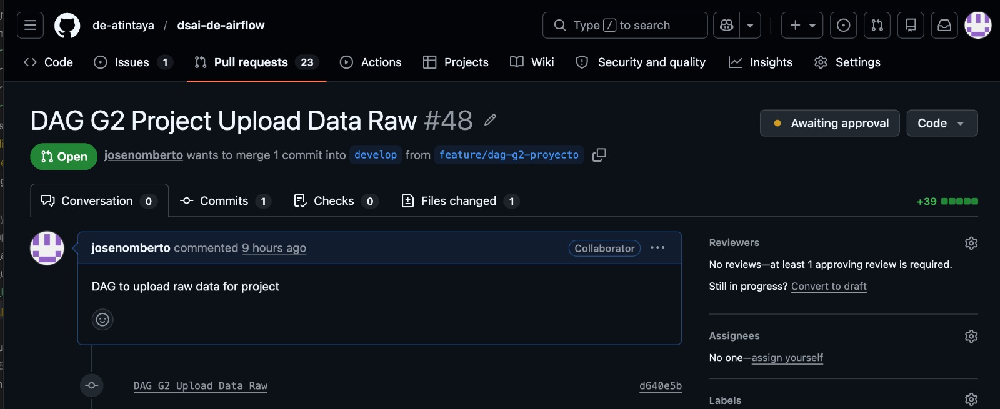 de-atintaya / dsai-de-airflow
Type / to search
Code
Issues 1
Pull requests 23
Actions
Projects
Wiki
Security and quality
Insights
Settings
DAG G2 Project Upload Data Raw #48
Awaiting approval
Code
Open
josenomberto wants to merge 1 commit into develop from feature/dag-g2-proyecto
Conversation 0
Commits 1
Checks 0
Files changed 1
+39
josenomberto commented 9 hours ago
Collaborator
DAG to upload raw data for project
DAG G2 Upload Data Raw
d640e5b
Reviewers
No reviews—at least 1 approving review is required.
Still in progress? Convert to draft
Assignees
No one—assign yourself
Labels